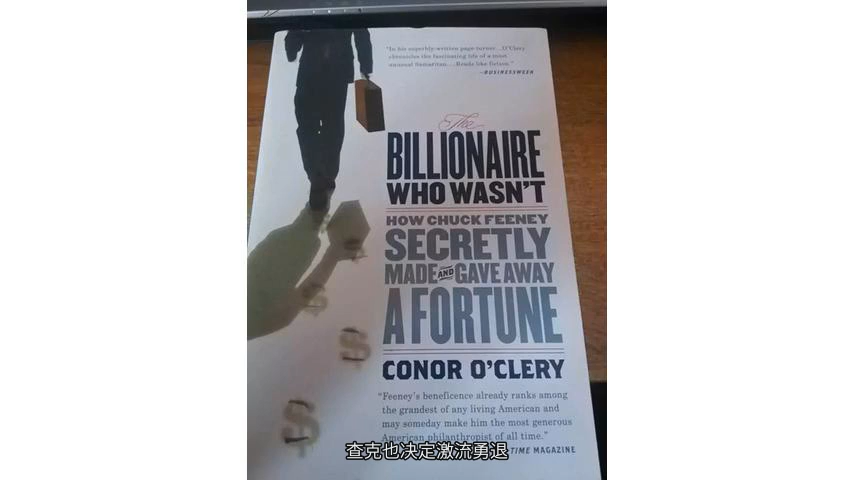 "In his superbly-written page-turner...O'Clery
chronicles the fascinating life of a most
unusual Samaritan....Reads like fiction."
—BUSINESSWEEK
The
BILLIONAIRE
WHO WASN'T
HOW CHUCK FEENEY
SECRETLY
MADE AND GAVE AWAY
A FORTUNE
CONOR O'CLERY
"Feeney's beneficence already ranks among
the grandest of any living American and
may someday make him the most generous
American philanthropist of all time."
TIME MAGAZINE
查克也决定激流勇退